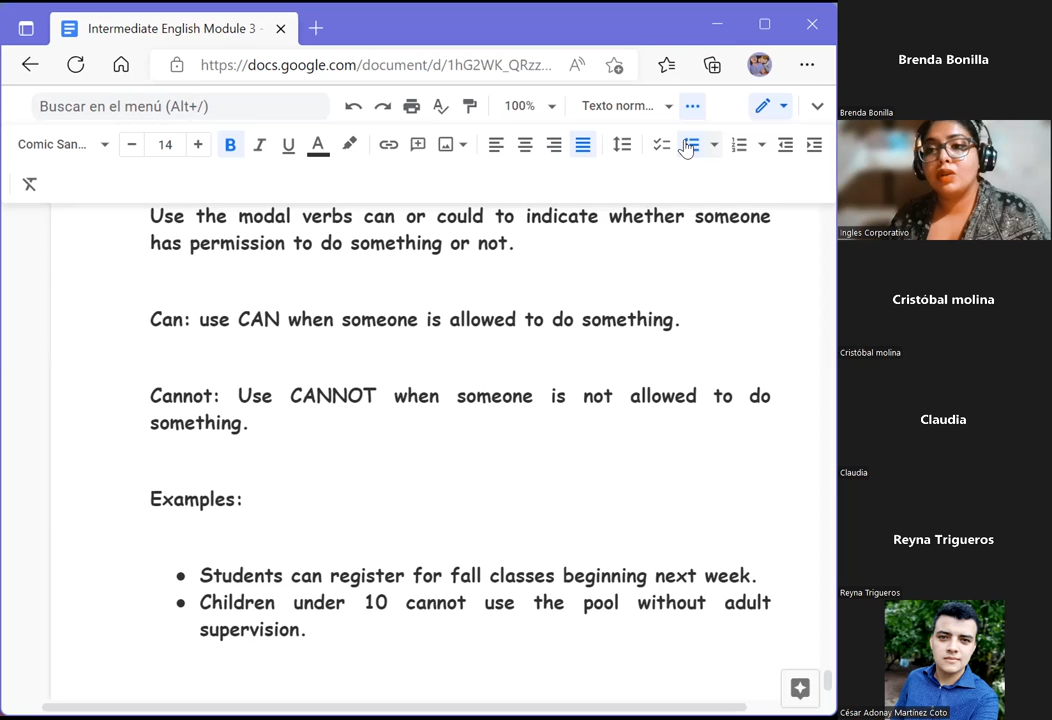 Intermediate English Module 3 -
https://docs.google.com/document/d/1hG2WK_QRzz...
Buscar en el menú (Alt+/)
100%
Texto norm...
Comic San...
14
B
I
U
A
Use the modal verbs can or could to indicate whether someone
has permission to do something or not.
Can: use CAN when someone is allowed to do something.
Cannot: Use CANNOT when someone is not allowed to do
something.
Examples:
● Students can register for fall classes beginning next week.
● Children under 10 cannot use the pool without adult
supervision.
Brenda Bonilla
Brenda Bonilla
Ingles Corporativo
Cristóbal molina
Cristóbal molina
Claudia
Claudia
Reyna Trigueros
Reyna Trigueros
César Adonay Martínez Coto